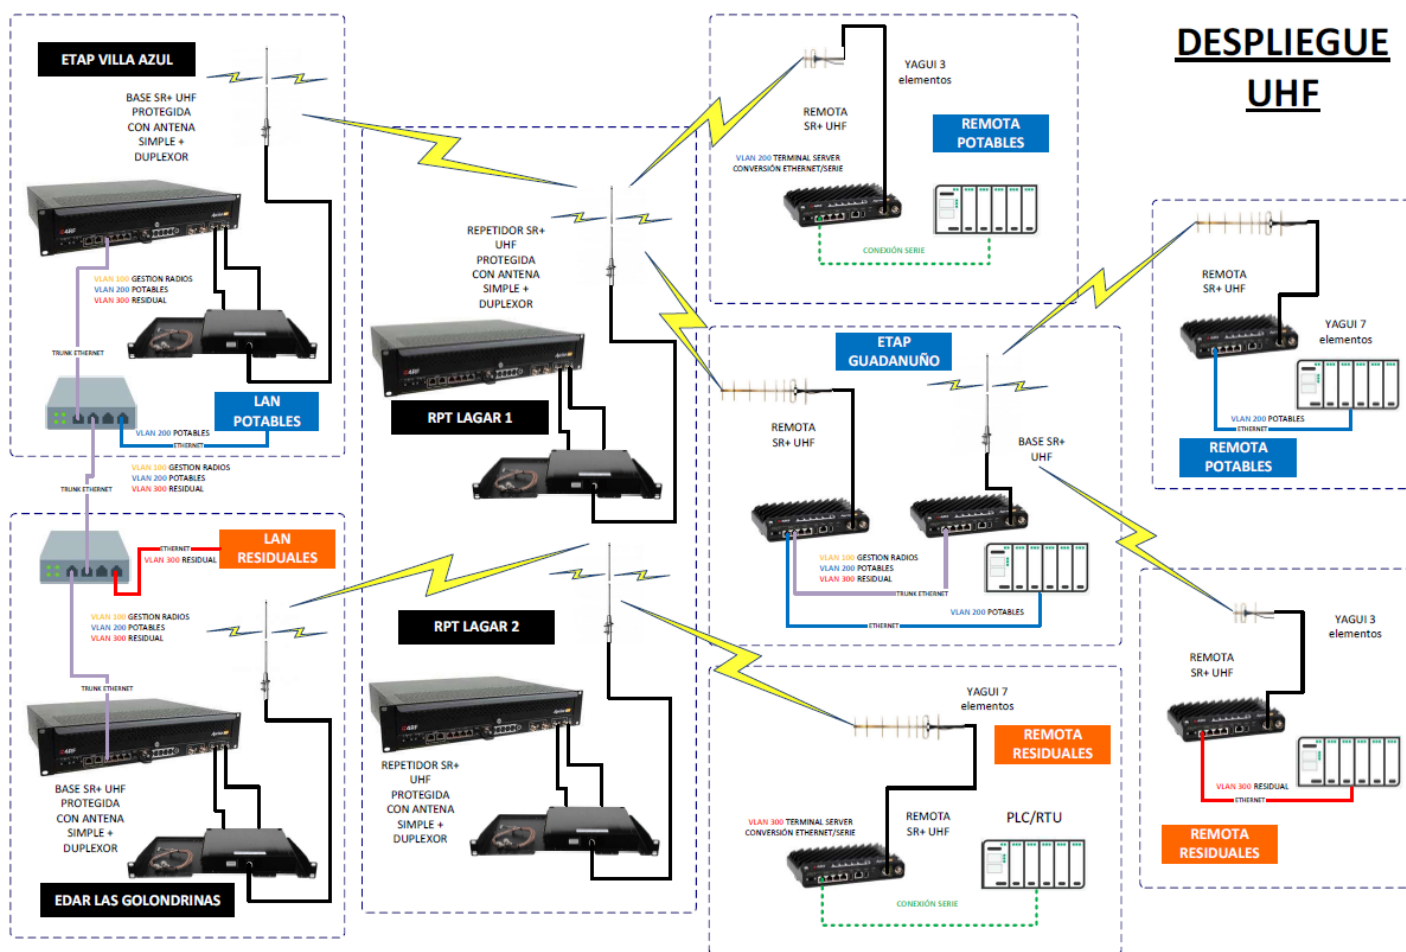 DESPLIEGUE
UHF
ETAP VILLA AZUL
BASE SR+ UHF
PROTEGIDA
CON ANTENA
SIMPLE +
DUPLEXOR
VLAN 100 GESTION RADIOS
VLAN 200 POTABLES
VLAN 300 RESIDUAL
TRUNK ETHERNET
LAN
POTABLES
VLAN 200 POTABLES
ETHERNET
VLAN 100 GESTION RADIOS
VLAN 200 POTABLES
VLAN 300 RESIDUAL
TRUNK ETHERNET
LAN
RESIDUALES
ETHERNET
VLAN 300 RESIDUAL
VLAN 100 GESTION RADIOS
VLAN 200 POTABLES
VLAN 300 RESIDUAL
TRUNK ETHERNET
4RF
BASE SR+ UHF
PROTEGIDA
CON ANTENA
SIMPLE +
DUPLEXOR
EDAR LAS GOLONDRINAS
REPETIDOR SR+
UHF
PROTEGIDA
CON ANTENA
SIMPLE +
DUPLEXOR
4RF
RPT LAGAR 1
RPT LAGAR 2
4RF
REPETIDOR SR+
UHF
PROTEGIDA
CON ANTENA
SIMPLE +
DUPLEXOR
YAGUI 3
elementos
REMOTA
SR+ UHF
REMOTA
POTABLES
VLAN 200 TERMINAL SERVER
CONVERSIÓN ETHERNET/SERIE
CONEXIÓN SERIE
ETAP
GUADANUÑO
REMOTA
SR+ UHF
BASE SR+
UHF
VLAN 100 GESTION RADIOS
VLAN 200 POTABLES
VLAN 300 RESIDUAL
TRUNK ETHERNET
VLAN 200 POTABLES
ETHERNET
YAGUI 7
elementos
REMOTA
RESIDUALES
VLAN 300 TERMINAL SERVER
CONVERSIÓN ETHERNET/SERIE
REMOTA
SR+ UHF
PLC/RTU
CONEXIÓN SERIE
REMOTA
SR+ UHF
YAGUI 7
elementos
VLAN 200 POTABLES
ETHERNET
REMOTA
POTABLES
YAGUI 3
elementos
REMOTA
SR+ UHF
VLAN 300 RESIDUAL
ETHERNET
REMOTA
RESIDUALES